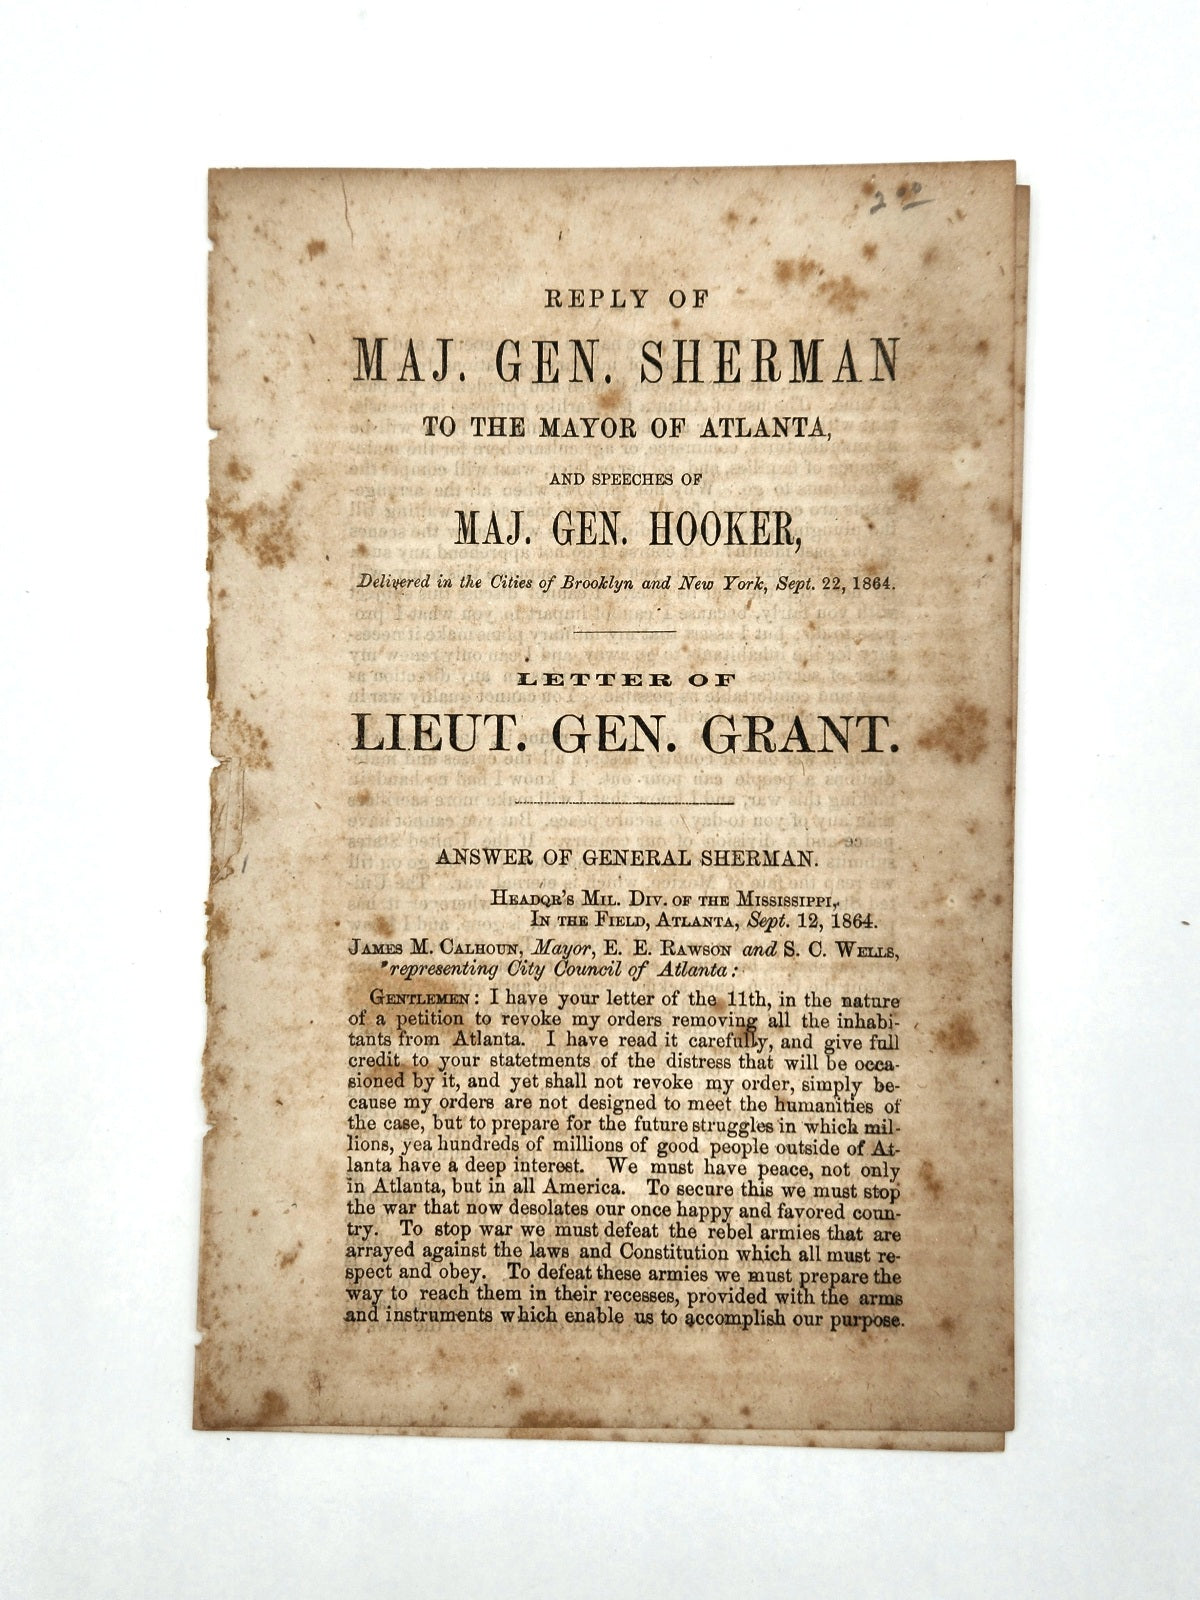 2 00
REPLY OF
MAJ. GEN. SHERMAN
TO THE MAYOR OF ATLANTA,
AND SPEECHES OF
MAJ. GEN. HOOKER,
Delivered in the Cities of Brooklyn and New York, Sept. 22, 1864.
LETTER OF
LIEUT. GEN. GRANT.
ANSWER OF GENERAL SHERMAN.
HEADQR'S MIL. DIV. OF THE MISSISSIPPI,
IN THE FIELD, ATLANTA, Sept. 12, 1864.
JAMES M. CALHOUN, Mayor, E. E. RAWSON and S. C. WELLS,
representing City Council of Atlanta:
GENTLEMEN: I have your letter of the 11th, in the nature
of a petition to revoke my orders removing all the inhabi-
tants from Atlanta. I have read it carefully, and give full
credit to your statetments of the distress that will be occa-
sioned by it, and yet shall not revoke my order, simply be-
cause my orders are not designed to meet the humanities of
the case, but to prepare for the future struggles in which mil-
lions, yea hundreds of millions of good people outside of At-
lanta have a deep interest. We must have peace, not only
in Atlanta, but in all America. To secure this we must stop
the war that now desolates our once happy and favored coun-
try. To stop war we must defeat the rebel armies that are
arrayed against the laws and Constitution which all must re-
spect and obey. To defeat these armies we must prepare the
way to reach them in their recesses, provided with the arms
and instruments which enable us to accomplish our purpose.